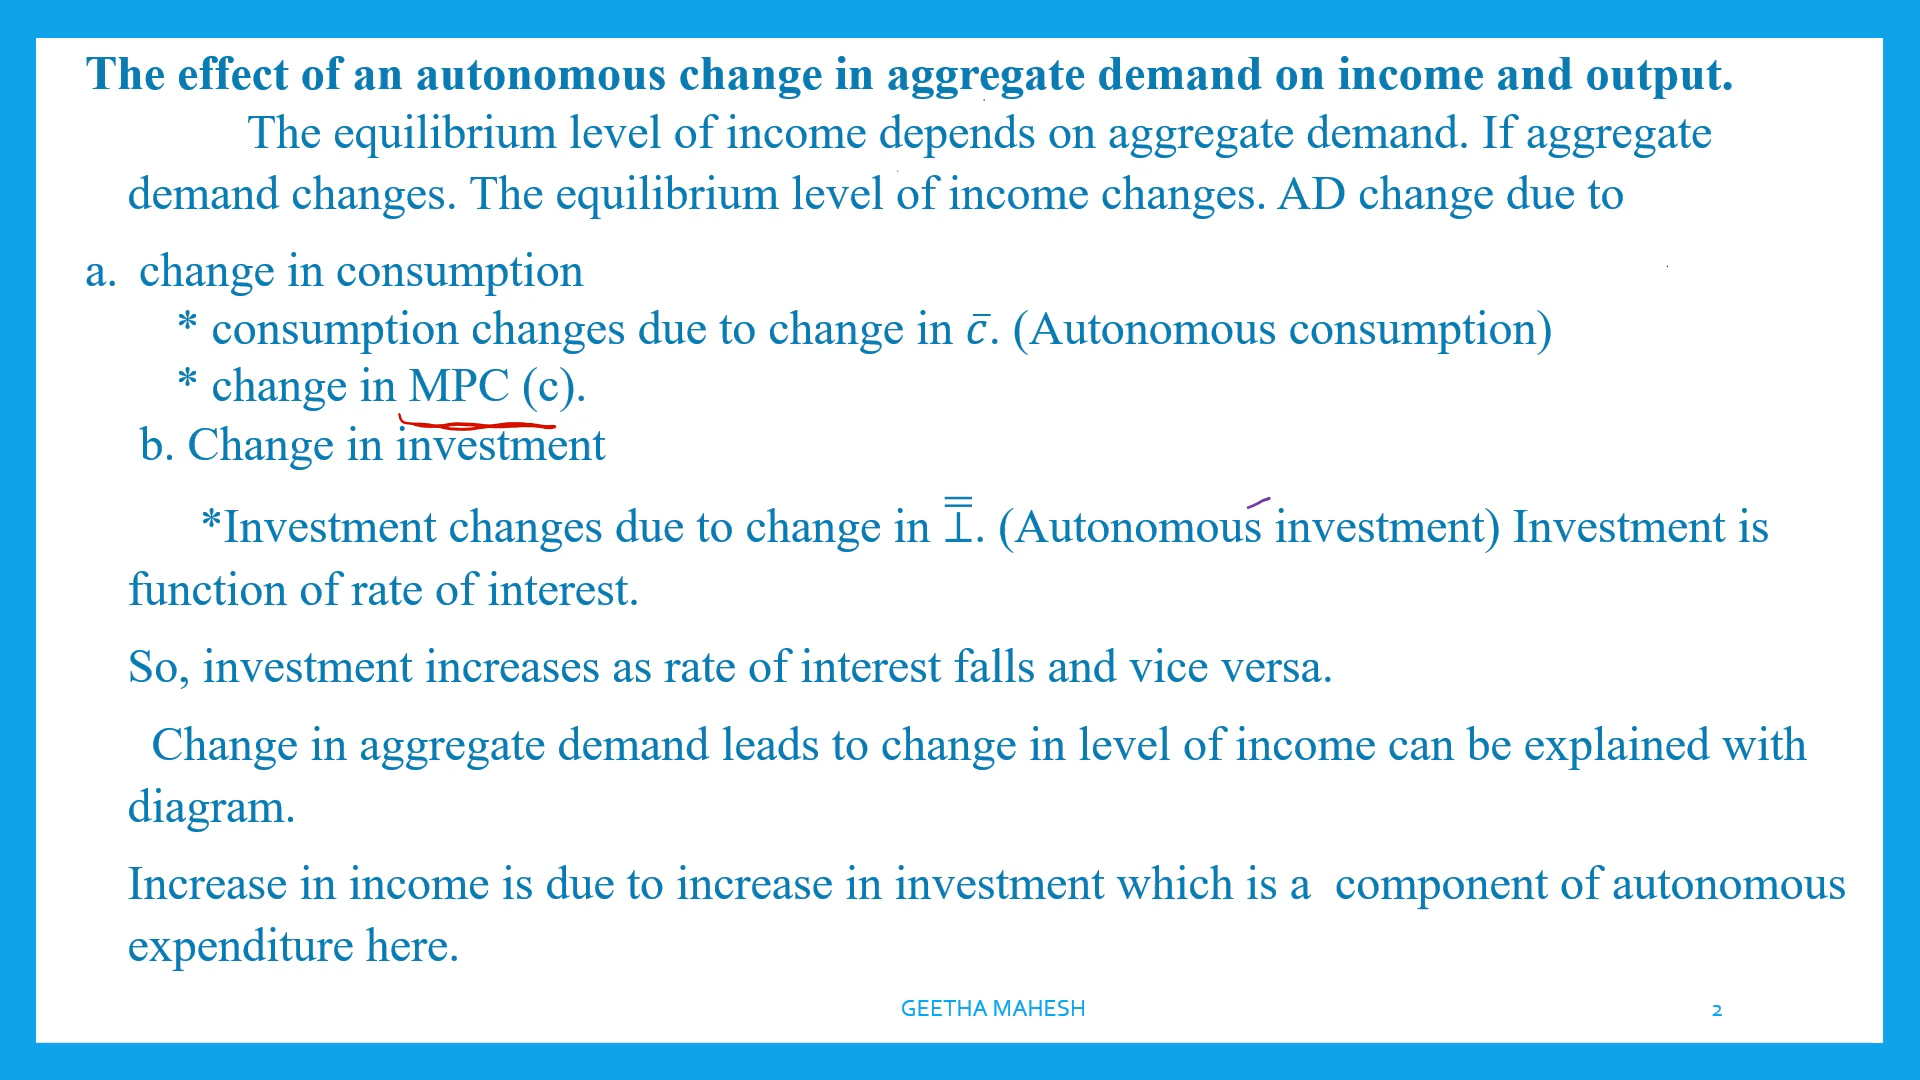 The effect of an autonomous change in aggregate demand on income and output.
The equilibrium level of income depends on aggregate demand. If aggregate
demand changes. The equilibrium level of income changes. AD change due to
a. change in consumption
* consumption changes due to change in c̄. (Autonomous consumption)
* change in MPC (c).
b. Change in investment
*Investment changes due to change in I̿. (Autonomous investment) Investment is
function of rate of interest.
So, investment increases as rate of interest falls and vice versa.
Change in aggregate demand leads to change in level of income can be explained with
diagram.
Increase in income is due to increase in investment which is a component of autonomous
expenditure here.
GEETHA MAHESH
2